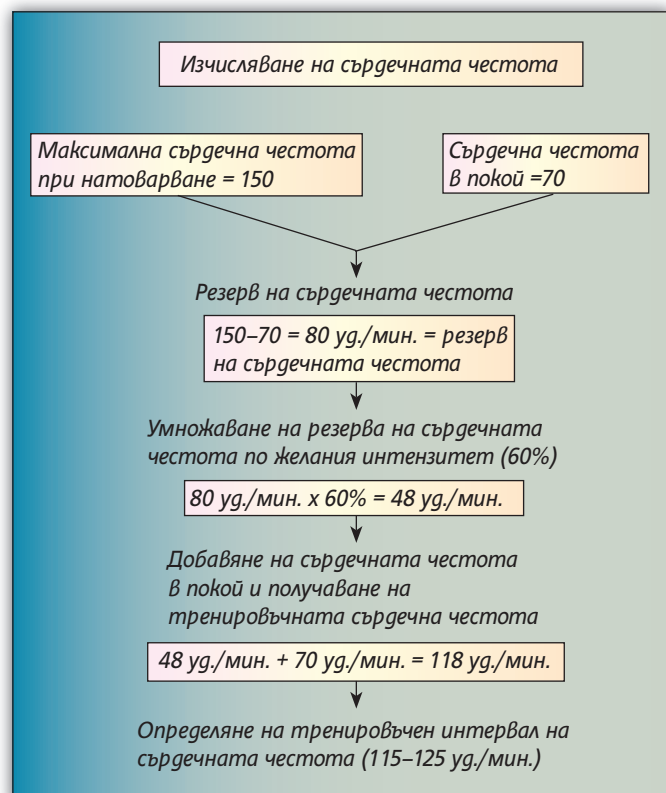 Изчисляване на сърдечната честота
Максимална сърдечна честота
при натоварване = 150
Сърдечна честота
в покой =70
Резерв на сърдечната честота
150–70 = 80 уд./мин. = резерв
на сърдечната честота
Умножаване на резерва на сърдечната
честота по желания интензитет (60%)
80 уд./мин. x 60% = 48 уд./мин.
Добавяне на сърдечната честота
в покой и получаване на
тренировъчната сърдечна честота
48 уд./мин. + 70 уд./мин. = 118 уд./мин.
Определяне на тренировъчен интервал на
сърдечната честота (115–125 уд./мин.)